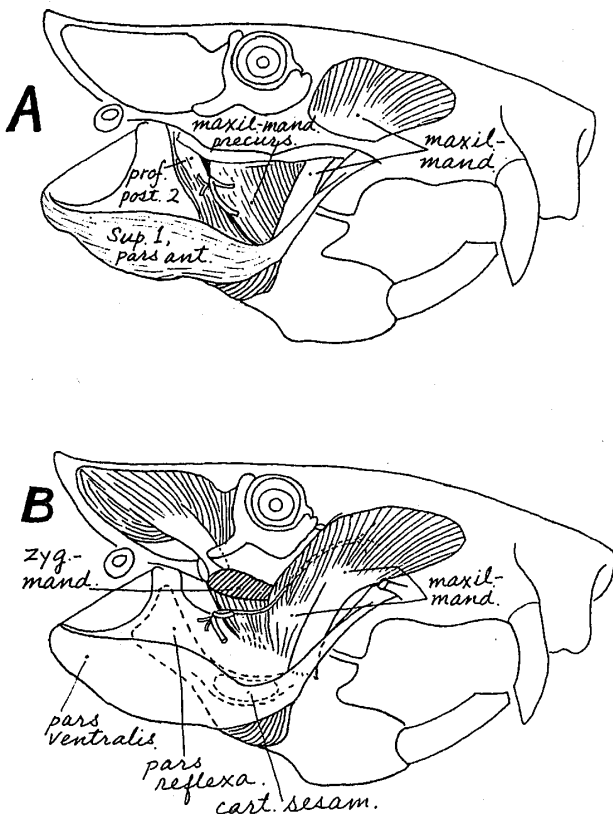 A
maxil-mand.
precurs.
maxil-
mand.
prof.
post. 2
Sup. 1,
pars ant.
B
zyg.-
mand.
maxil-
mand.
pars
ventralis
pars
reflexa.
cart. sesam.